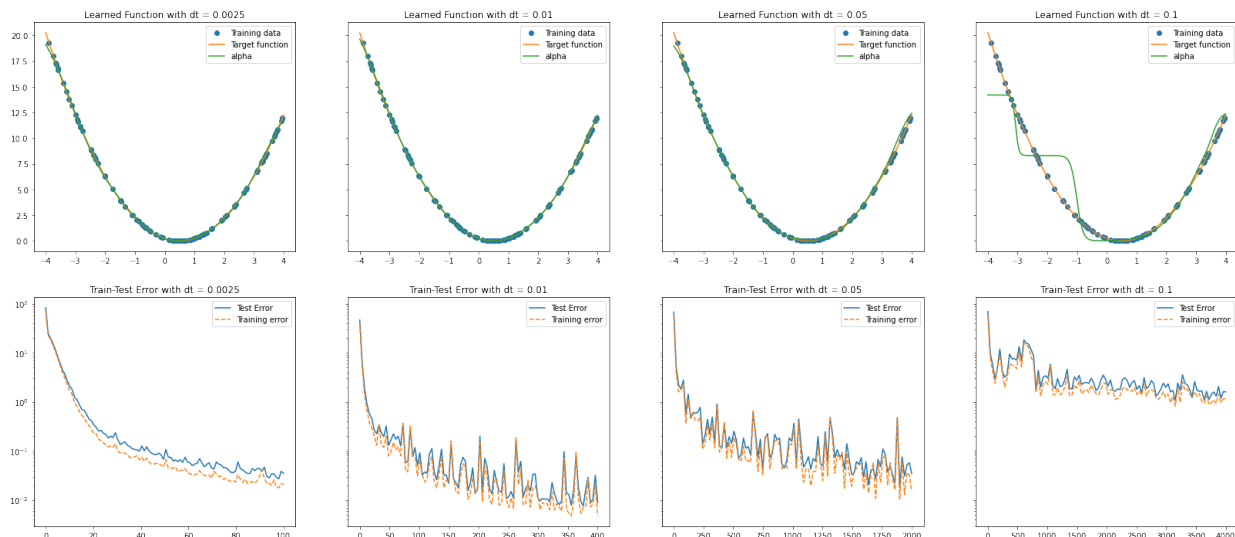 Learned Function with dt = 0.0025
Training data
Target function
alpha
20.0
17.5
15.0
12.5
10.0
7.5
5.0
2.5
0.0
−4 −3 −2 −1 0 1 2 3 4
Learned Function with dt = 0.01
Training data
Target function
alpha
−4 −3 −2 −1 0 1 2 3 4
Learned Function with dt = 0.05
Training data
Target function
alpha
−4 −3 −2 −1 0 1 2 3 4
Learned Function with dt = 0.1
Training data
Target function
alpha
−4 −3 −2 −1 0 1 2 3 4
Train-Test Error with dt = 0.0025
Test Error
Training error
10²
10¹
10⁰
10⁻¹
10⁻²
0 20 40 60 80 100
Train-Test Error with dt = 0.01
Test Error
Training error
0 50 100 150 200 250 300 350 400
Train-Test Error with dt = 0.05
Test Error
Training error
0 250 500 750 1000 1250 1500 1750 2000
Train-Test Error with dt = 0.1
Test Error
Training error
0 500 1000 1500 2000 2500 3000 3500 4000